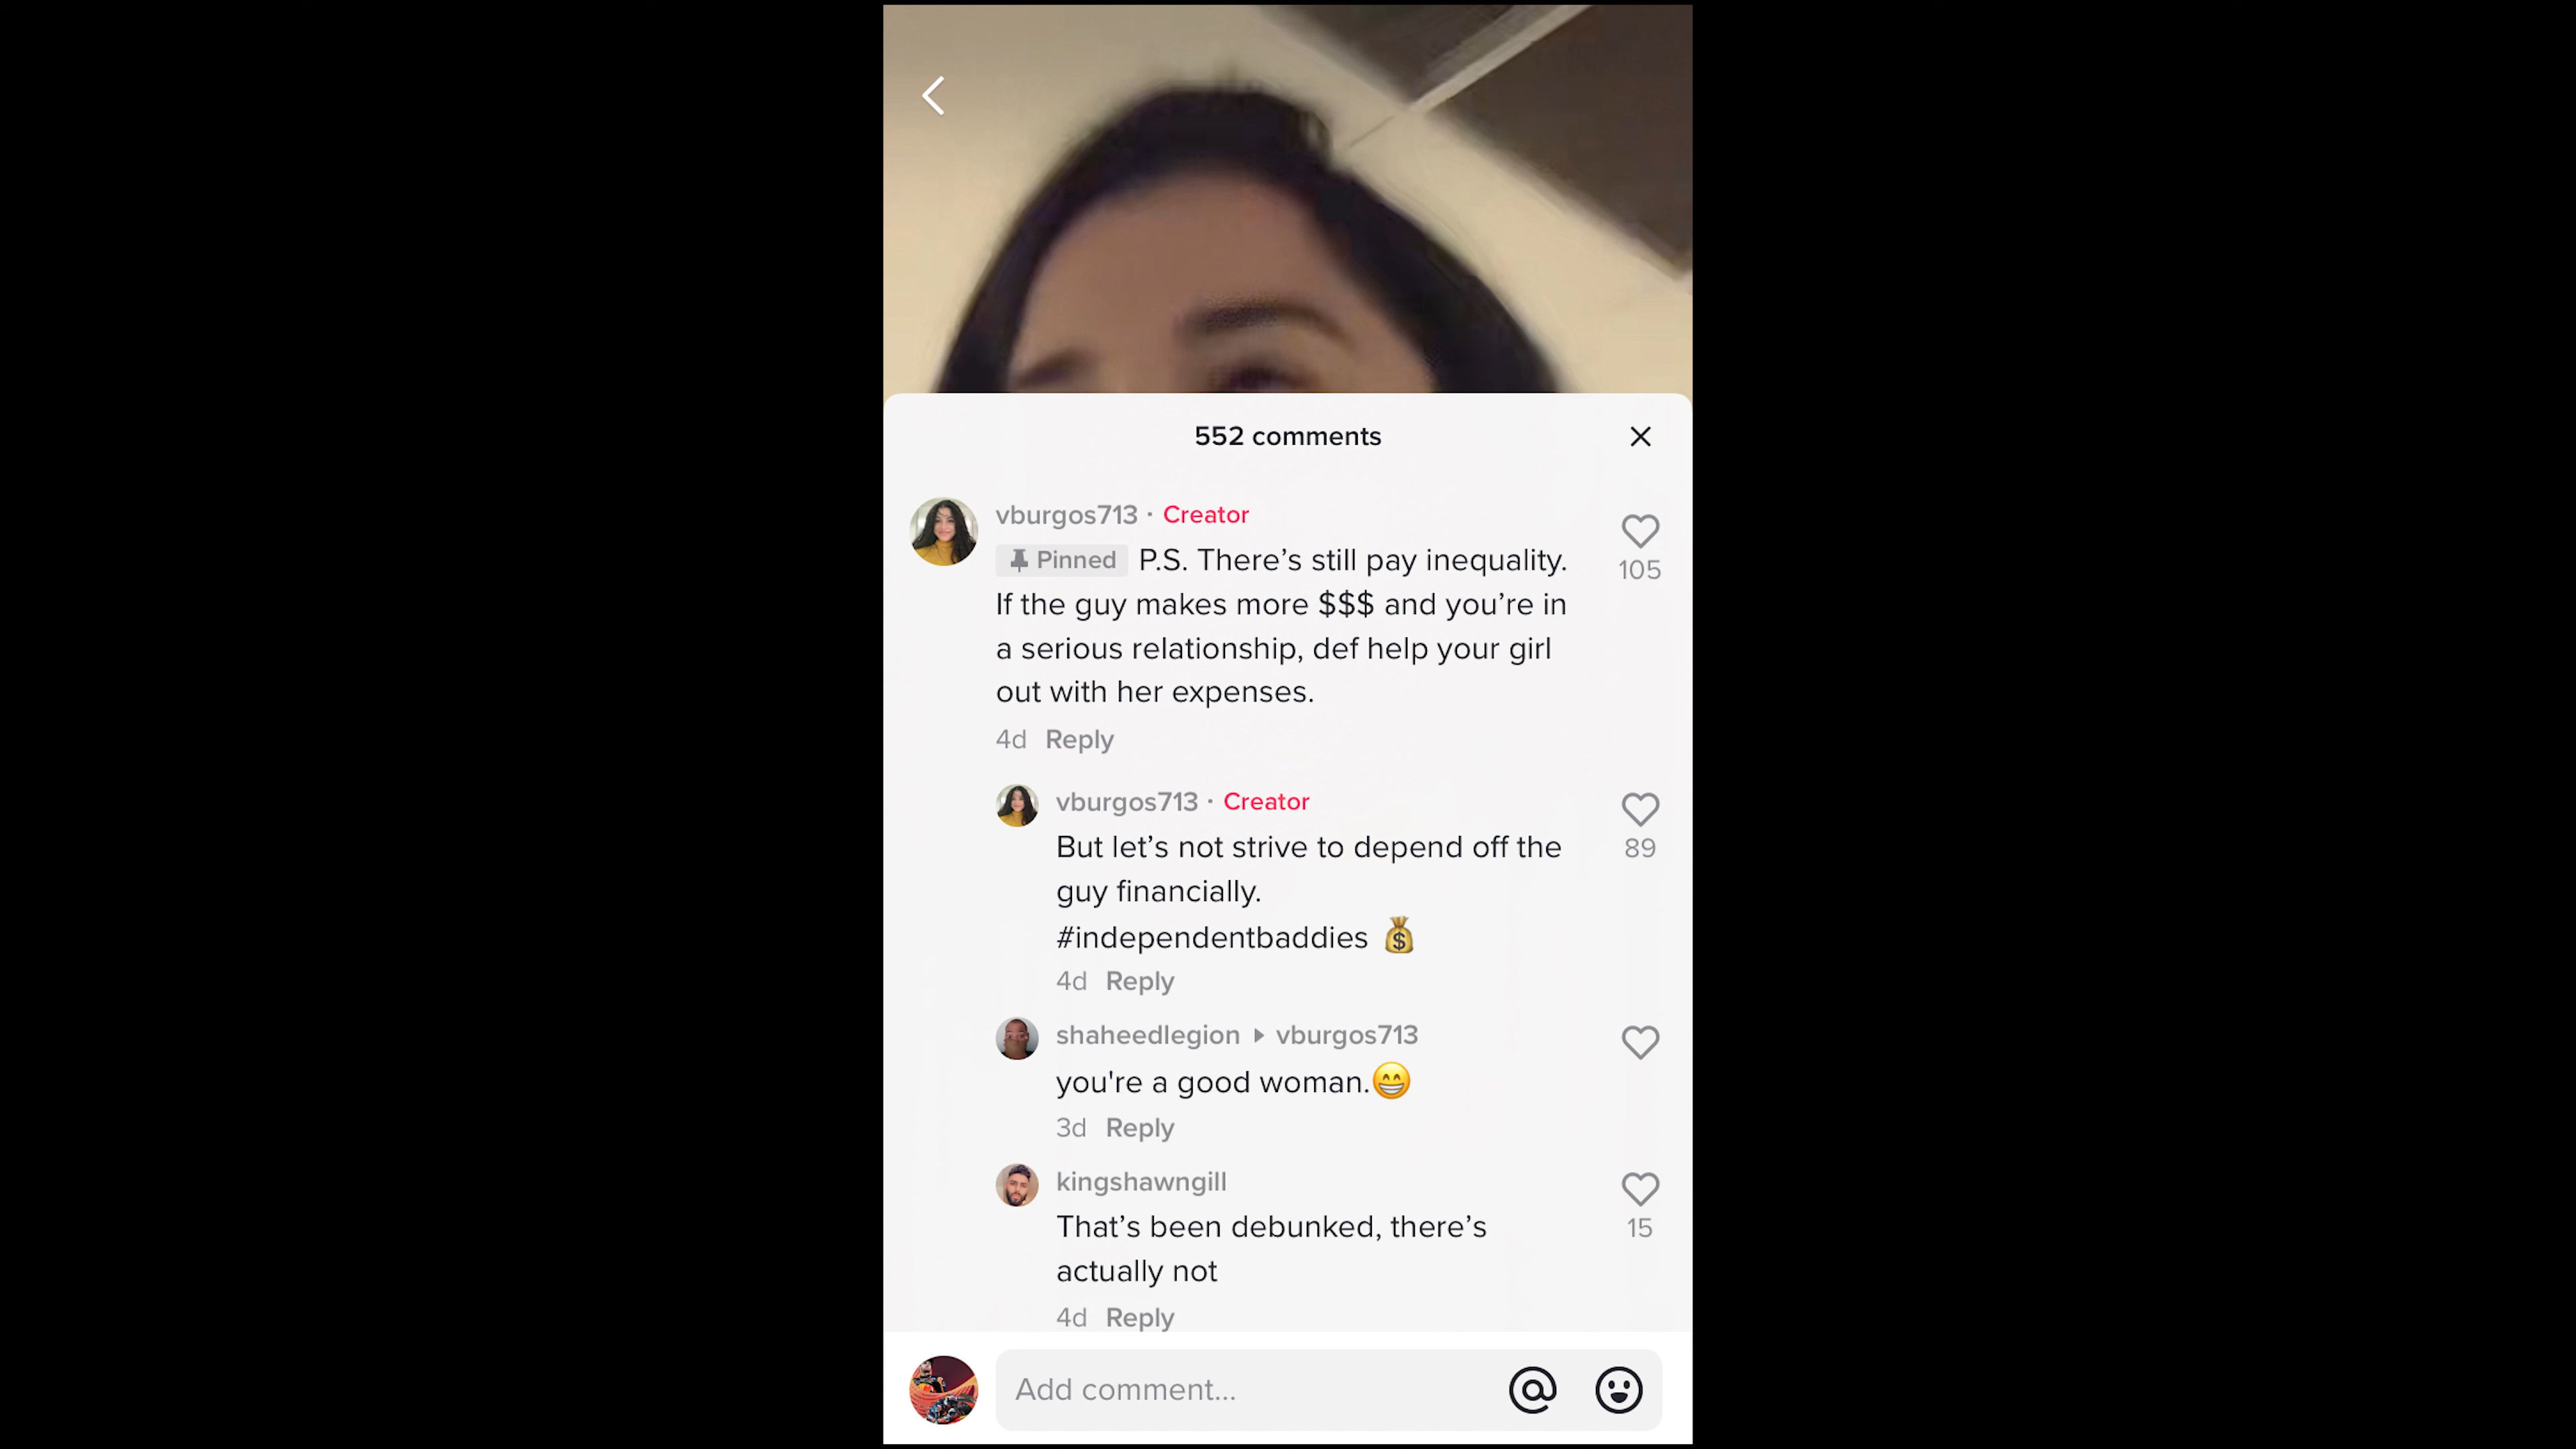 552 comments
vburgos713 · Creator
Pinned P.S. There’s still pay inequality.
If the guy makes more $$$ and you’re in
a serious relationship, def help your girl
out with her expenses.
105
4d Reply
vburgos713 · Creator
But let’s not strive to depend off the
guy financially.
#independentbaddies 💰
89
4d Reply
shaheedlegion ▸ vburgos713
you're a good woman.😁
3d Reply
kingshawngill
That’s been debunked, there’s
actually not
15
4d Reply
Add comment...